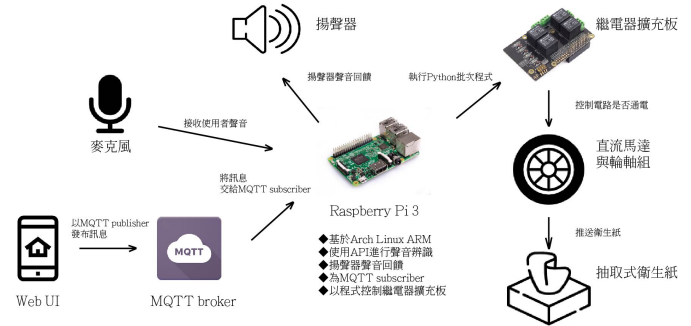 揚聲器
繼電器擴充板
揚聲器聲音回饋
執行Python批次程式
接收使用者聲音
控制電路是否通電
麥克風
直流馬達
與輪軸組
將訊息
交給MQTT subscriber
Raspberry Pi 3
以MQTT publisher
發布訊息
MQTT
◆基於Arch Linux ARM
◆使用API進行聲音辨識
◆揚聲器聲音回饋
◆為MQTT subscriber
◆以程式控制繼電器擴充板
推送衛生紙
抽取式衛生紙
Web UI
MQTT broker